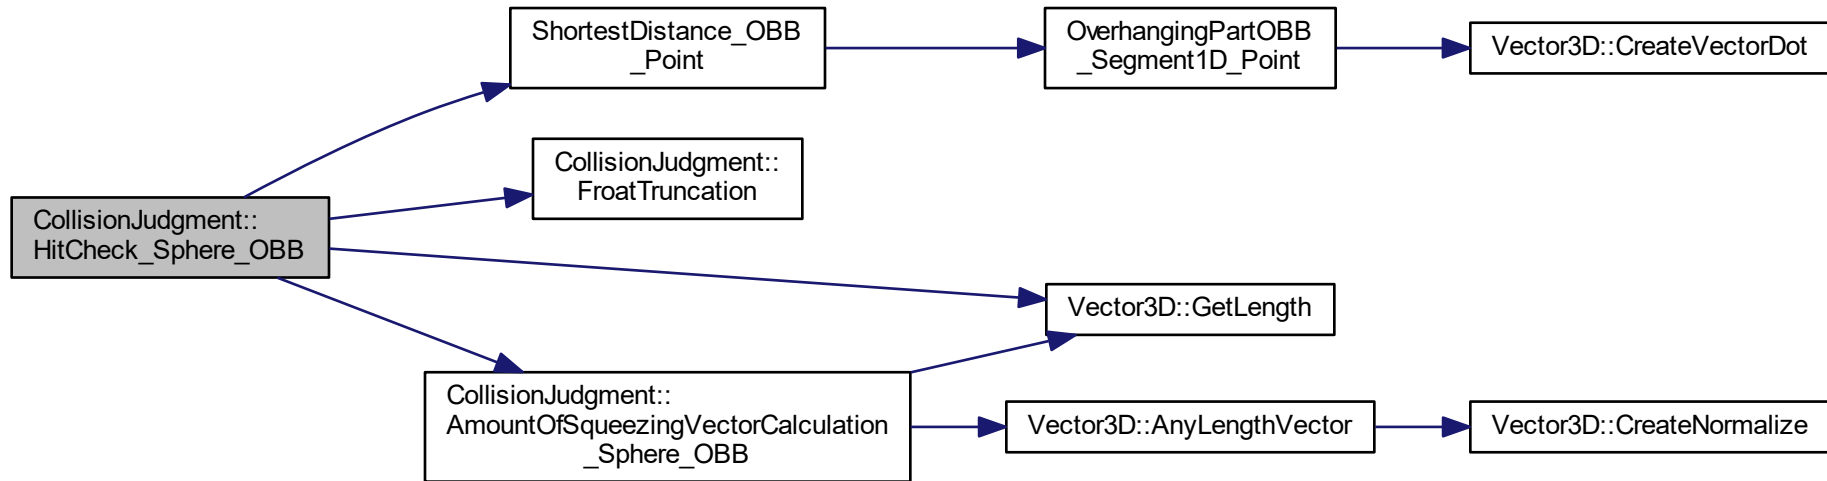 ShortestDistance_OBB
_Point
OverhangingPartOBB
_Segment1D_Point
Vector3D::CreateVectorDot
CollisionJudgment::
FroatTruncation
CollisionJudgment::
HitCheck_Sphere_OBB
Vector3D::GetLength
CollisionJudgment::
AmountOfSqueezingVectorCalculation
_Sphere_OBB
Vector3D::AnyLengthVector
Vector3D::CreateNormalize